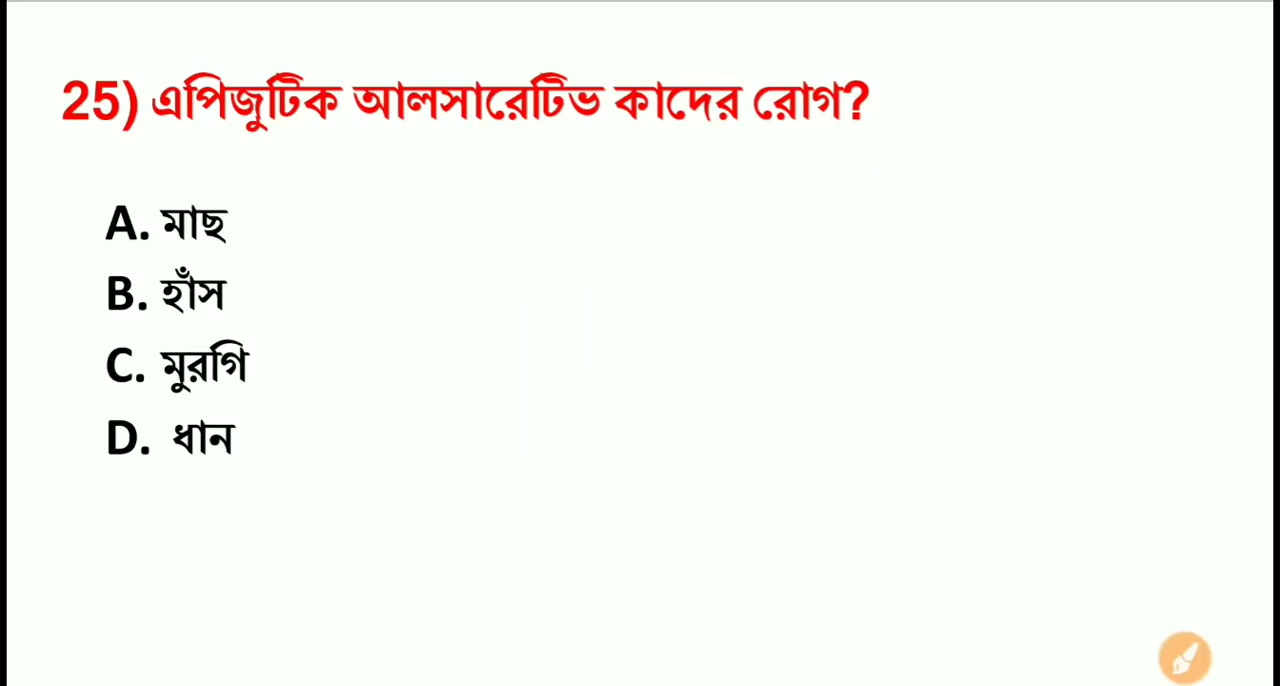 25) এপিজুটিক আলসারেটিভ কাদের রোগ?
A. মাছ
B. হাঁস
C. মুরগি
D. ধান